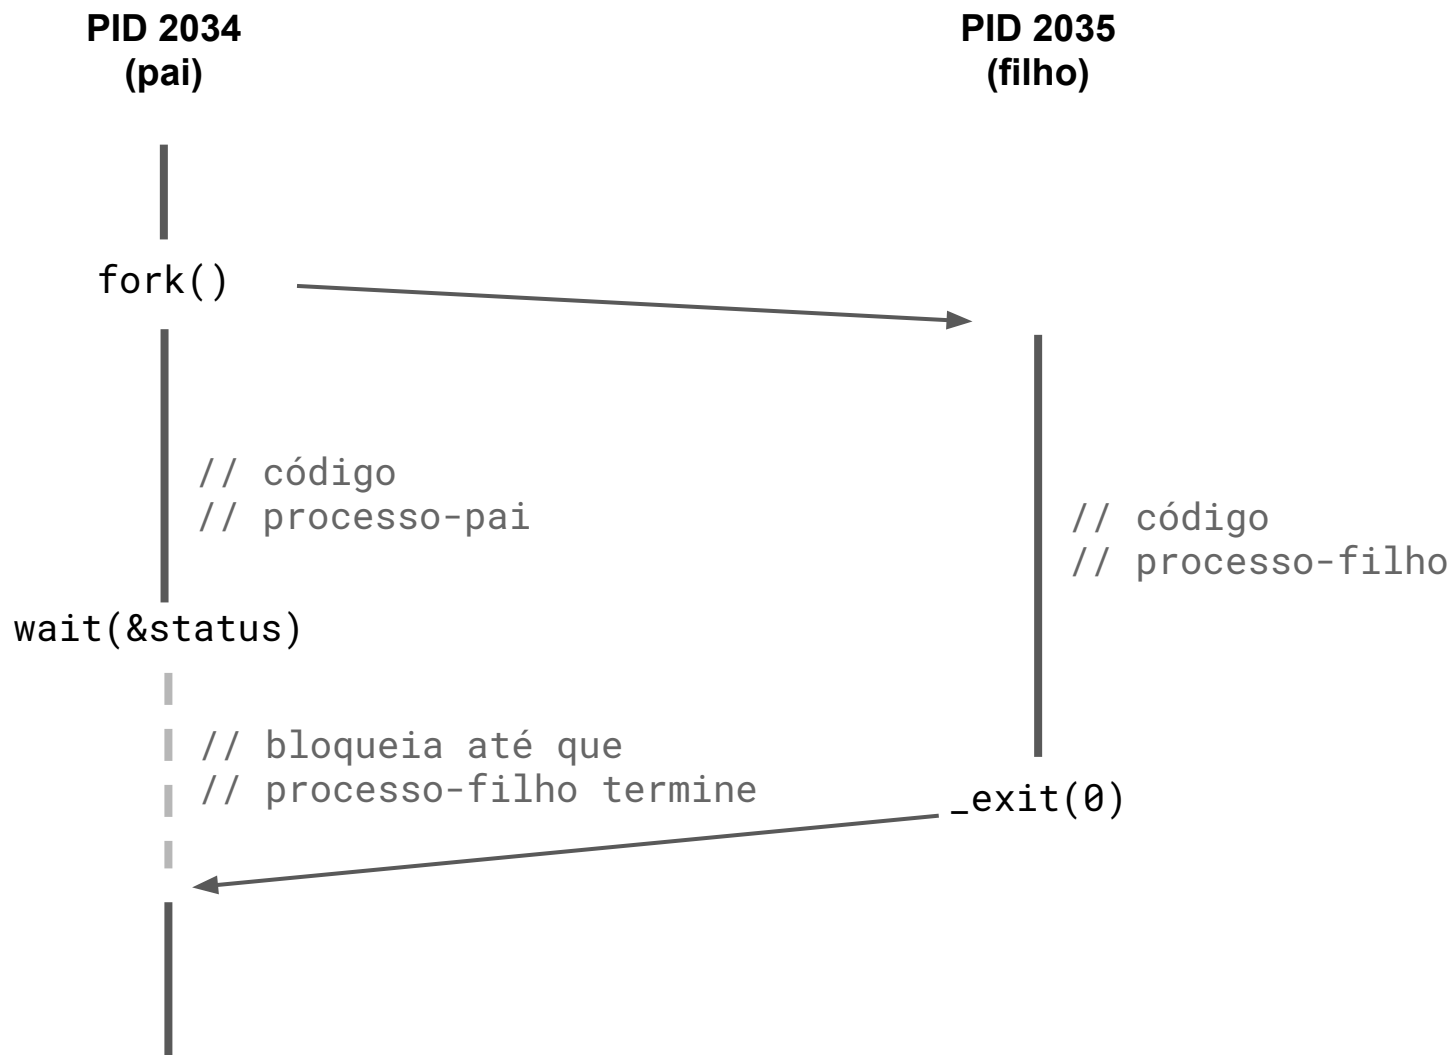 PID 2034
(pai)
PID 2035
(filho)
fork()
// código
// processo-pai
// código
// processo-filho
wait(&status)
// bloqueia até que
// processo-filho termine
_exit(0)